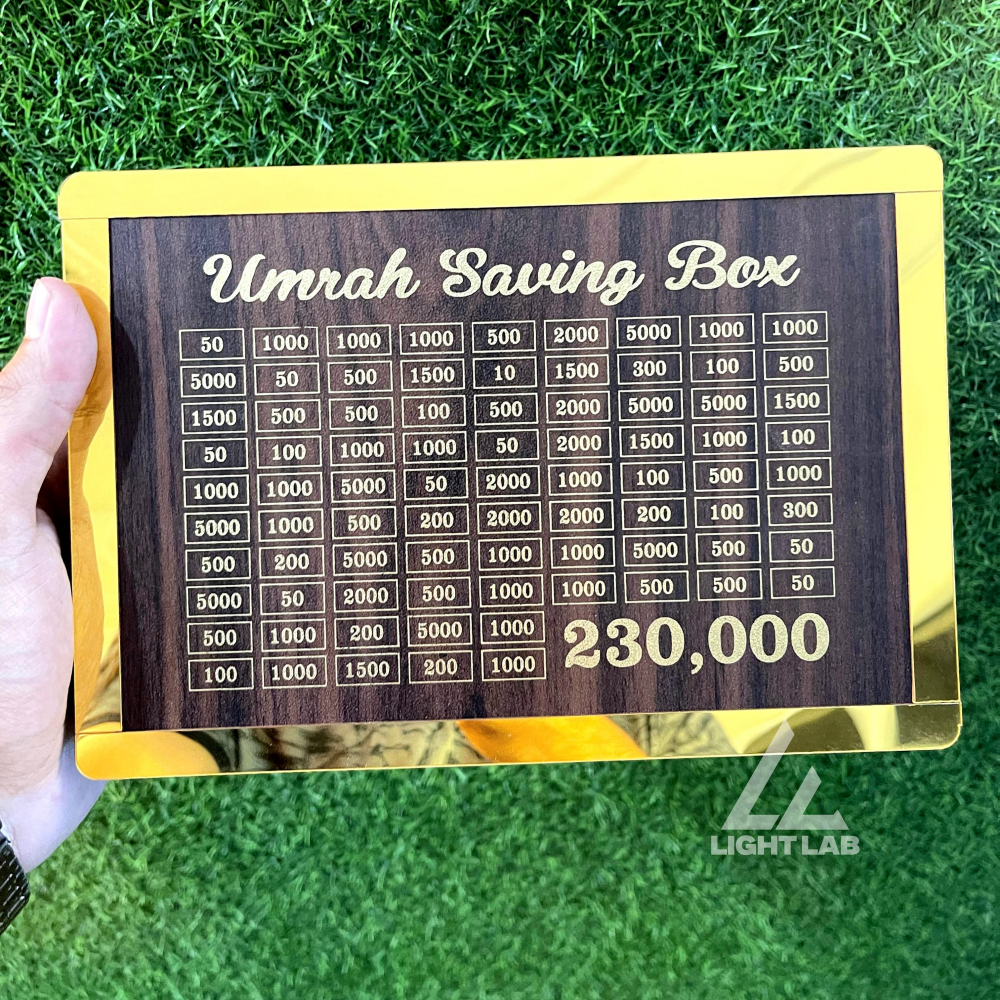 Umrah Saving Box
50 1000 1000 1000 500 2000 5000 1000 1000
5000 50 500 1500 10 1500 300 100 500
1500 500 500 100 500 2000 5000 5000 1500
50 100 1000 1000 50 2000 1500 1000 100
1000 1000 5000 50 2000 1000 100 500 1000
5000 1000 500 200 2000 2000 200 100 300
500 200 5000 500 1000 1000 5000 500 50
5000 50 2000 500 1000 1000 500 500 50
500 1000 200 5000 1000
100 1000 1500 200 1000
230,000
LIGHT LAB